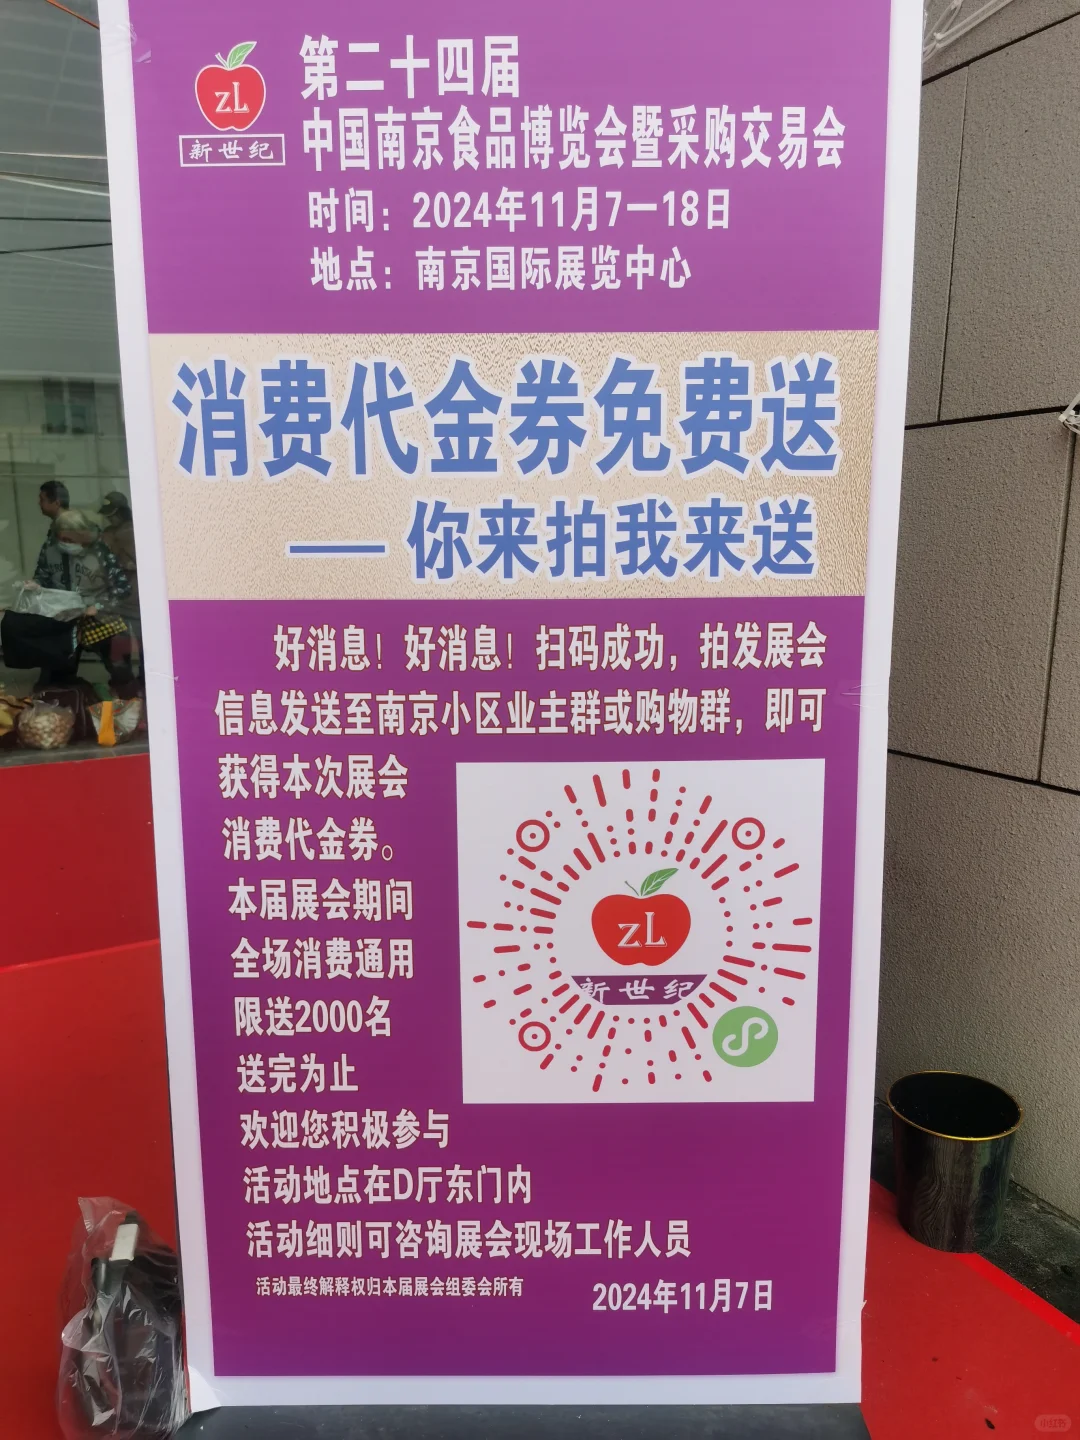 第二十四届
中国南京食品博览会暨采购交易会
zL
新世纪
时间：2024年11月7—18日
地点：南京国际展览中心
消费代金券免费送
—— 你来拍我来送
好消息！好消息！扫码成功，拍发展会
信息发送至南京小区业主群或购物群，即可
获得本次展会
消费代金券。
本届展会期间
全场消费通用
限送2000名
送完为止
欢迎您积极参与
活动地点在D厅东门内
活动细则可咨询展会现场工作人员
活动最终解释权归本届展会组委会所有
2024年11月7日
zL
新世纪
小红书